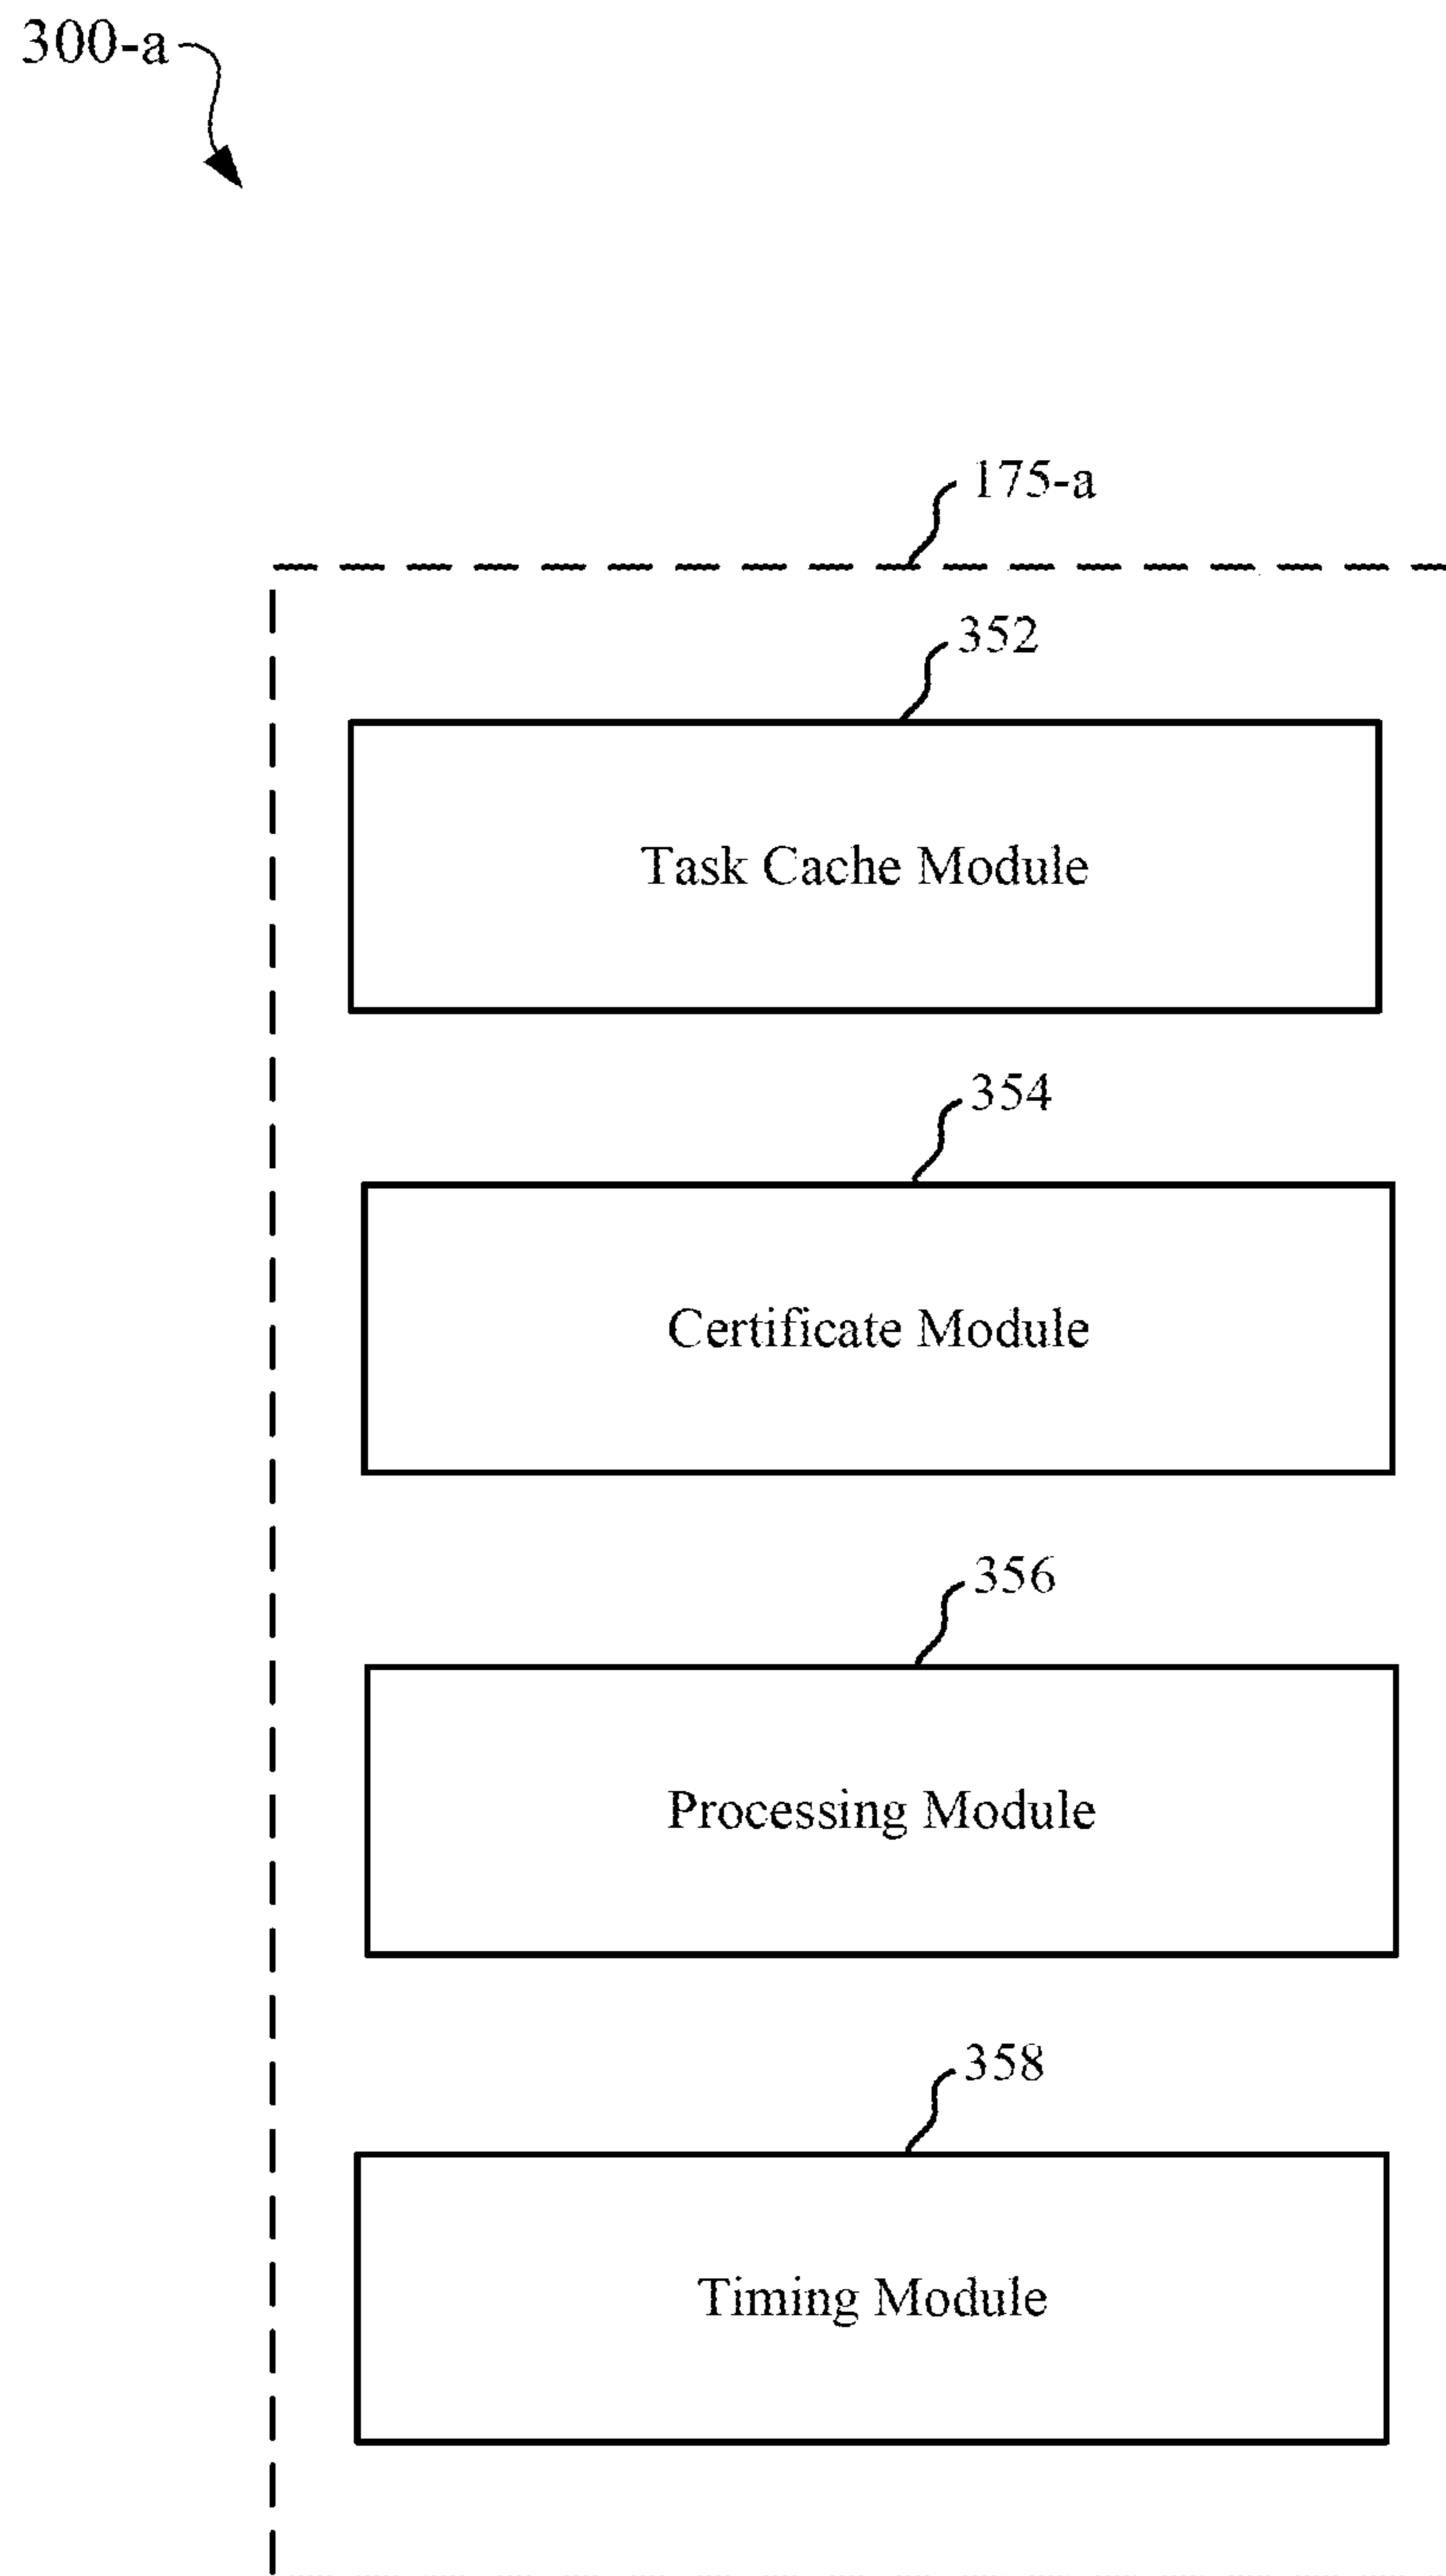 300-a
175-a
352
Task Cache Module
354
Certificate Module
356
Processing Module
358
Timing Module